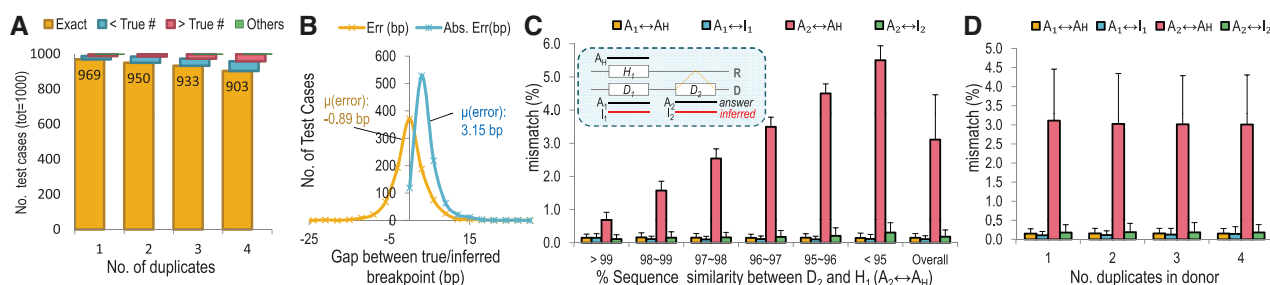 A
Exact < True # > True # Others
No. test cases (tot=1000)
1000
800
600
400
200
0
969
950
933
903
1 2 3 4
No. of duplicates
B
Err (bp) Abs. Err(bp)
No. of Test Cases
600
500
400
300
200
100
0
μ(error):
-0.89 bp
μ(error):
3.15 bp
-25 -5 15
Gap between true/inferred
breakpoint (bp)
C
A₁↔AH A₁↔I₁ A₂↔AH A₂↔I₂
mismatch (%)
6.0
5.0
4.0
3.0
2.0
1.0
0.0
AH
H₁ R
D₁ D₂ D
A₁ A₂ answer
I₁ I₂ inferred
> 99 98~99 97~98 96~97 95~96 < 95 Overall
% Sequence similarity between D₂ and H₁ (A₂↔AH)
D
A₁↔AH A₁↔I₁ A₂↔AH A₂↔I₂
mismatch (%)
5.0
4.5
4.0
3.5
3.0
2.5
2.0
1.5
1.0
0.5
0.0
1 2 3 4
No. duplicates in donor